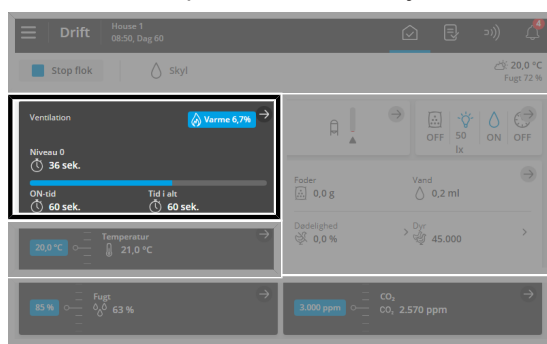 Drift
House 1
08:50, Dag 60
4
Stop flok
Skyl
20,0 °C
Fugt 72 %
Ventilation
Varme 6,7%
Niveau 0
36 sek.
ON-tid
60 sek.
Tid i alt
60 sek.
OFF
50
lx
ON
OFF
Foder
0,0 g
Vand
0,2 ml
Dødelighed
0,0 %
Dyr
45.000
20,0 °C
Temperatur
21,0 °C
85 %
Fugt
63 %
3.000 ppm
CO₂
CO₂ 2.570 ppm